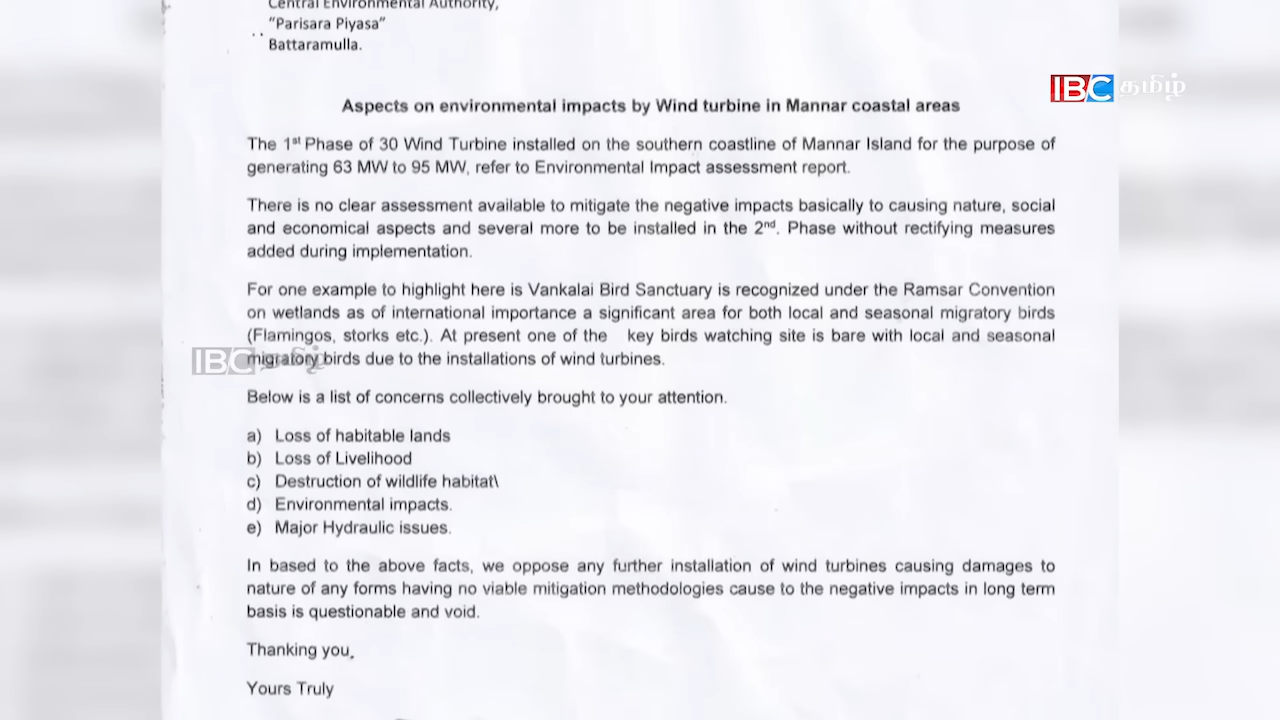 Central Environmental Authority,
“Parisara Piyasa”
Battaramulla.
IBC தமிழ்
Aspects on environmental impacts by Wind turbine in Mannar coastal areas
The 1st Phase of 30 Wind Turbine installed on the southern coastline of Mannar Island for the purpose of
generating 63 MW to 95 MW, refer to Environmental Impact assessment report.
There is no clear assessment available to mitigate the negative impacts basically to causing nature, social
and economical aspects and several more to be installed in the 2nd. Phase without rectifying measures
added during implementation.
For one example to highlight here is Vankalai Bird Sanctuary is recognized under the Ramsar Convention
on wetlands as of international importance a significant area for both local and seasonal migratory birds
(Flamingos, storks etc.). At present one of the key birds watching site is bare with local and seasonal
migratory birds due to the installations of wind turbines.
IBC தமிழ்
Below is a list of concerns collectively brought to your attention.
a) Loss of habitable lands
b) Loss of Livelihood
c) Destruction of wildlife habitat\
d) Environmental impacts.
e) Major Hydraulic issues.
In based to the above facts, we oppose any further installation of wind turbines causing damages to
nature of any forms having no viable mitigation methodologies cause to the negative impacts in long term
basis is questionable and void.
Thanking you.
Yours Truly